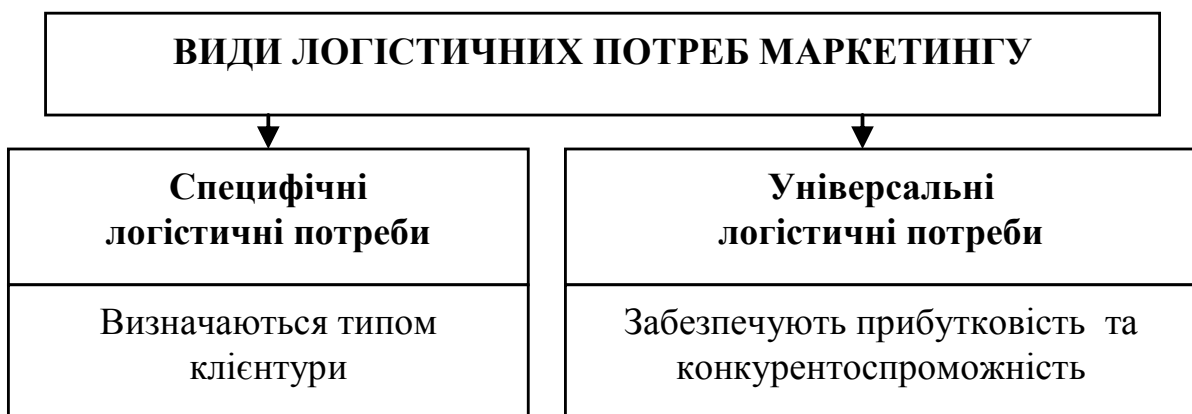 ВИДИ ЛОГІСТИЧНИХ ПОТРЕБ МАРКЕТИНГУ
Специфічні
логістичні потреби
Визначаються типом
клієнтури
Універсальні
логістичні потреби
Забезпечують прибутковість та
конкурентоспроможність